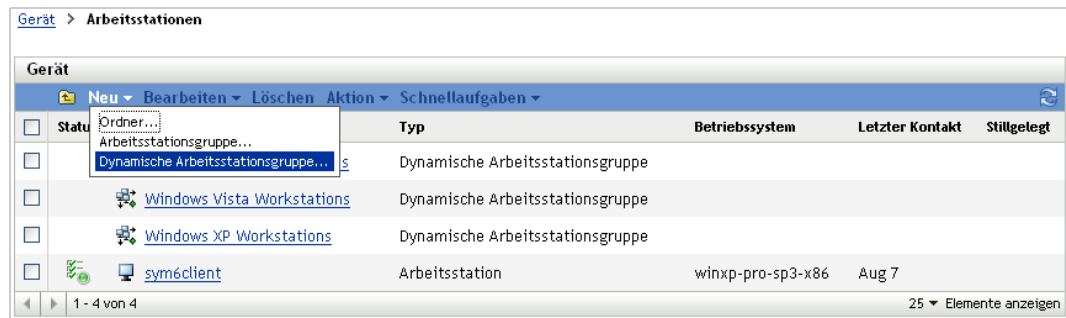 Gerät > Arbeitsstationen
Gerät
Neu Bearbeiten Löschen Aktion Schnellaufgaben
Ordner...
Arbeitsstationsgruppe...
Dynamische Arbeitsstationsgruppe...
Statu Typ Betriebssystem Letzter Kontakt Stillgelegt
s Dynamische Arbeitsstationsgruppe
Windows Vista Workstations Dynamische Arbeitsstationsgruppe
Windows XP Workstations Dynamische Arbeitsstationsgruppe
sym6client Arbeitsstation winxp-pro-sp3-x86 Aug 7
1 - 4 von 4 25 Elemente anzeigen